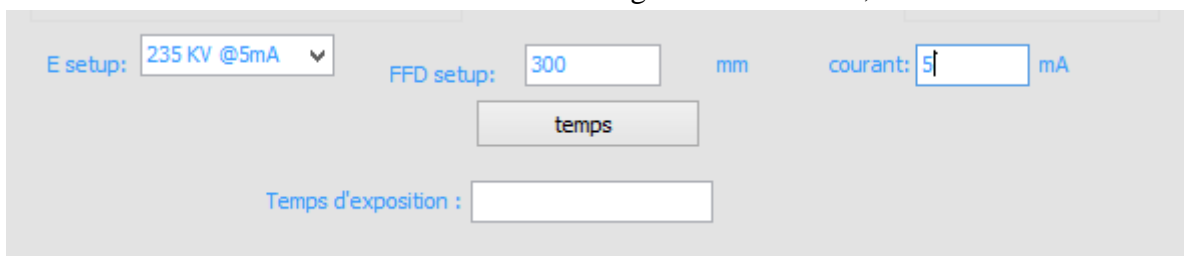 E setup: 235 KV @5mA FFD setup: 300 mm courant: 5 mA
temps
Temps d'exposition :